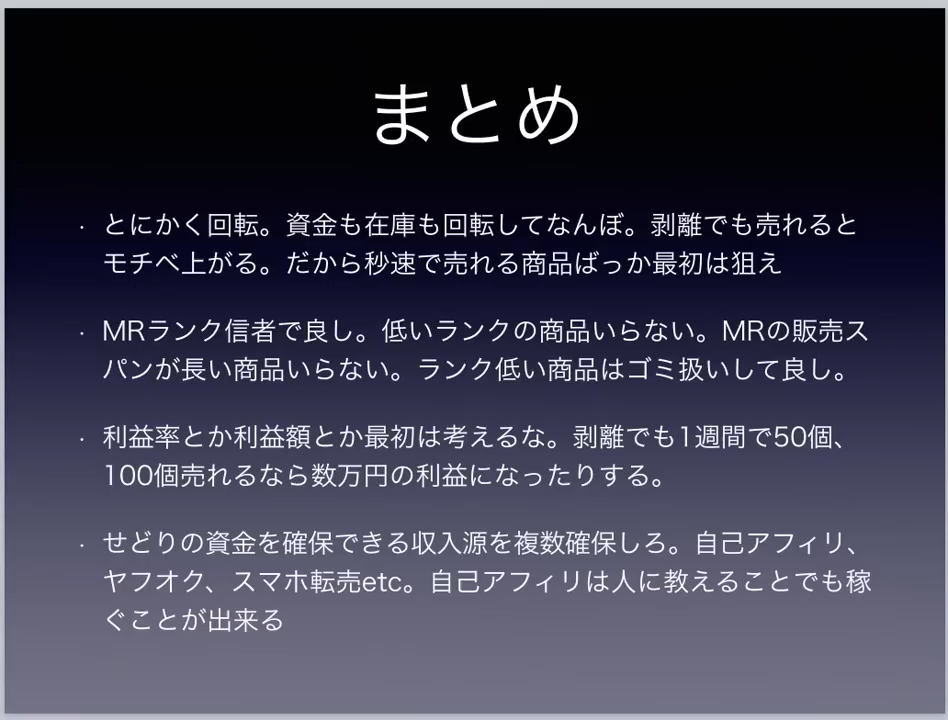 まとめ
・とにかく回転。資金も在庫も回転してなんぼ。剥離でも売れると
モチベ上がる。だから秒速で売れる商品ばっか最初は狙え
・MRランク信者で良し。低いランクの商品いらない。MRの販売ス
パンが長い商品いらない。ランク低い商品はゴミ扱いして良し。
・利益率とか利益額とか最初は考えるな。剥離でも1週間で50個、
100個売れるなら数万円の利益になったりする。
・せどりの資金を確保できる収入源を複数確保しろ。自己アフィリ、
ヤフオク、スマホ転売etc。自己アフィリは人に教えることでも稼
ぐことが出来る